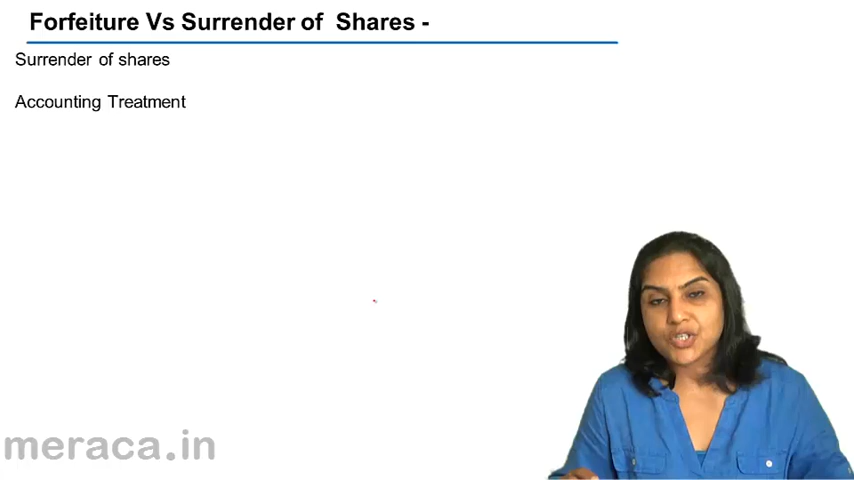 Forfeiture Vs Surrender of Shares -
Surrender of shares
Accounting Treatment
meraca.in